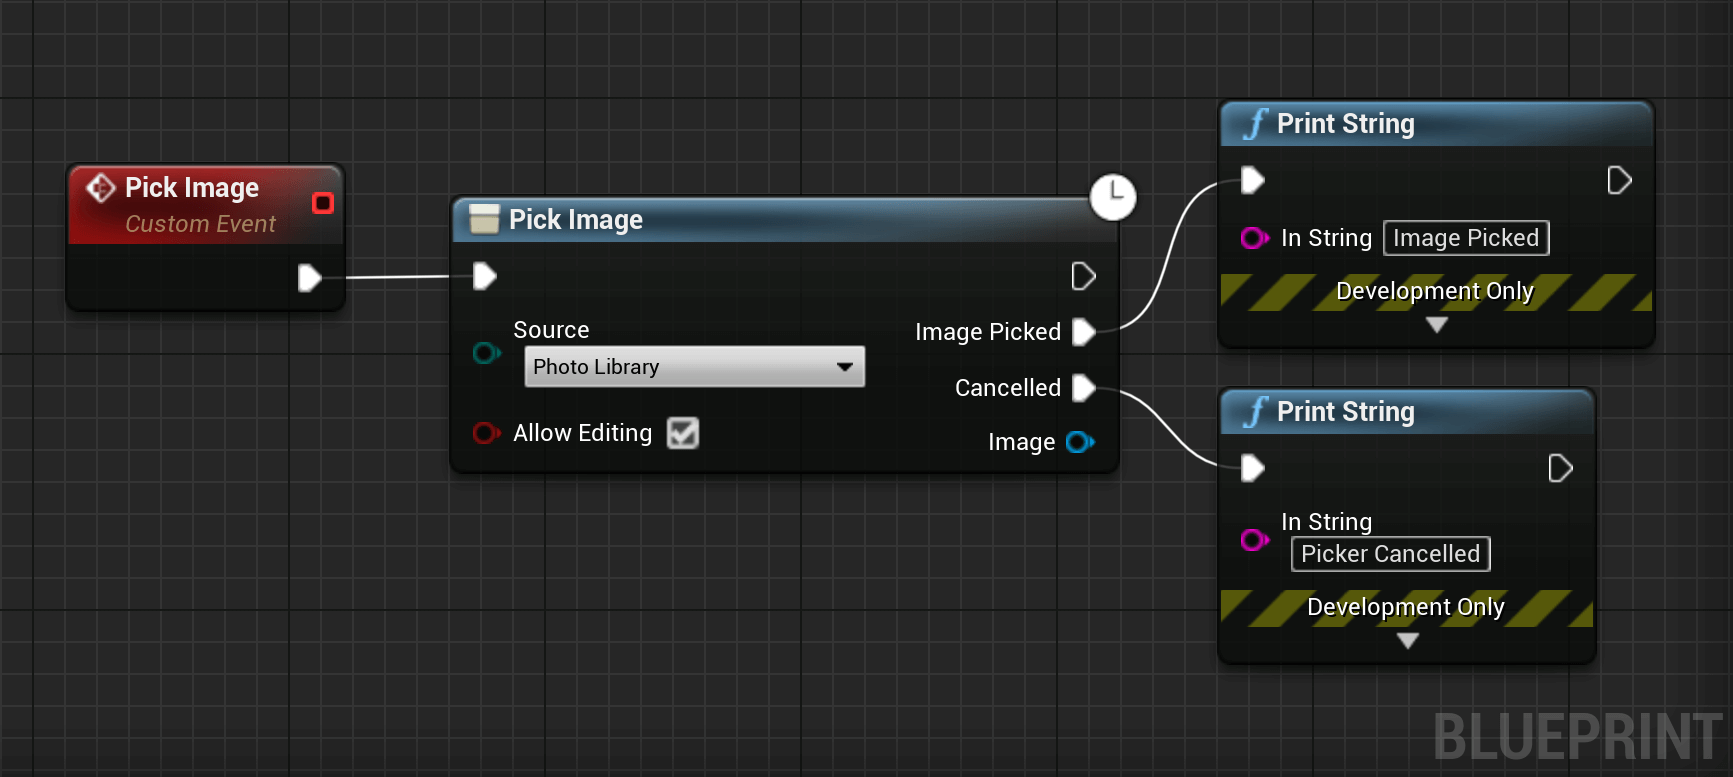 Pick Image
Custom Event
Pick Image
Source
Photo Library
Allow Editing
Image Picked
Cancelled
Image
Print String
In String Image Picked
Development Only
Print String
In String
Picker Cancelled
Development Only
BLUEPRINT